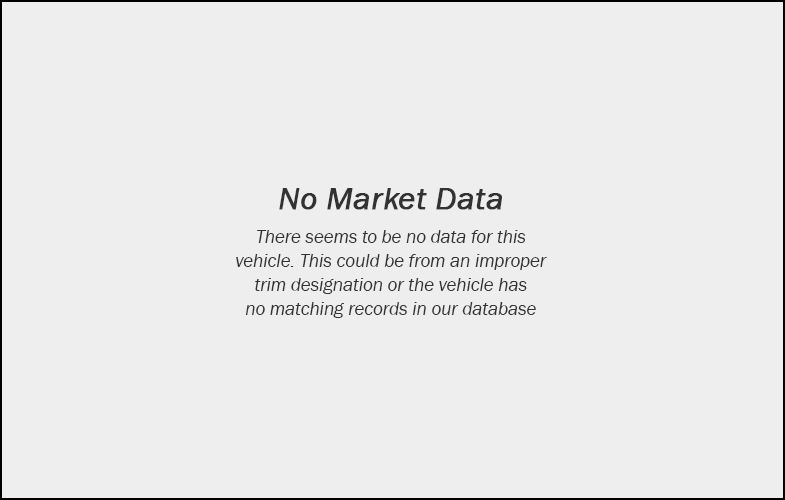 No Market Data
There seems to be no data for this
vehicle. This could be from an improper
trim designation or the vehicle has
no matching records in our database